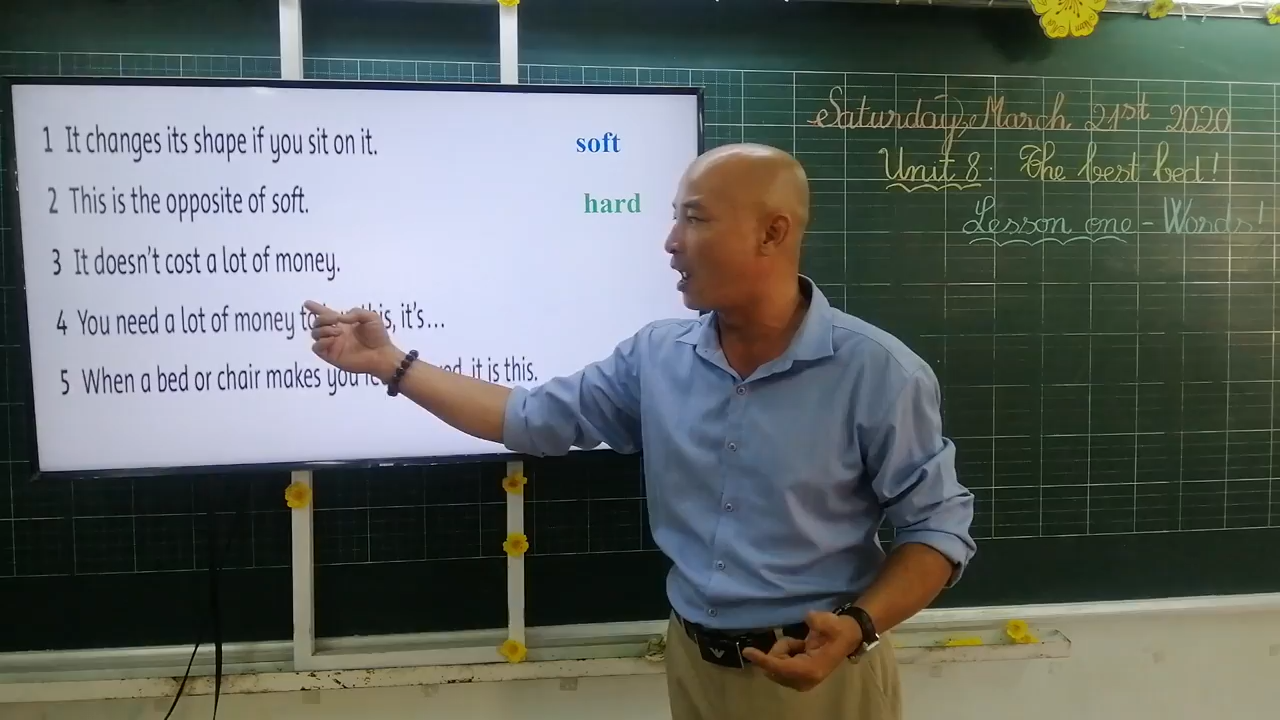 1 It changes its shape if you sit on it. soft
2 This is the opposite of soft. hard
3 It doesn't cost a lot of money.
4 You need a lot of money this, it's...
5 When a bed or chair makes you it is this.
Saturday, March 21st 2020
Unit 8: The best bed!
Lesson one - Words!